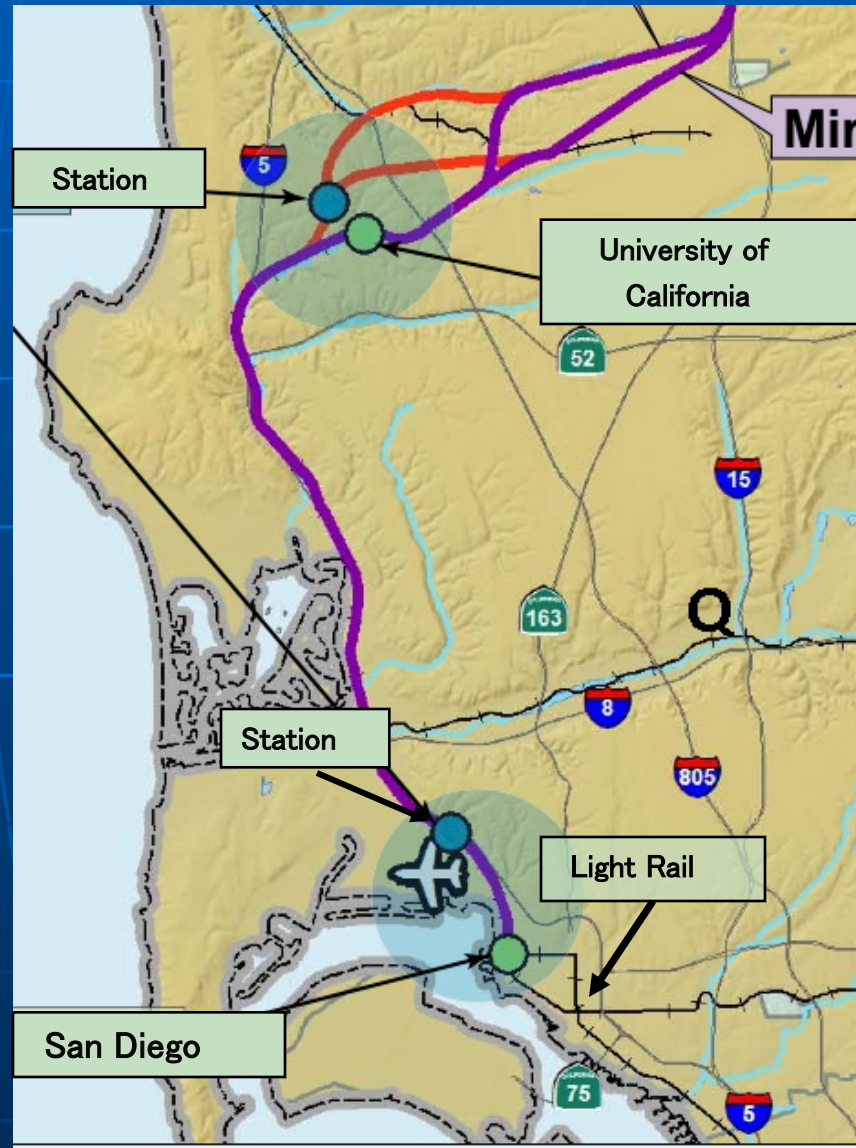 Mir
5
Station
University of
California
52
15
Q
163
8
Station
805
Light Rail
San Diego
75
5